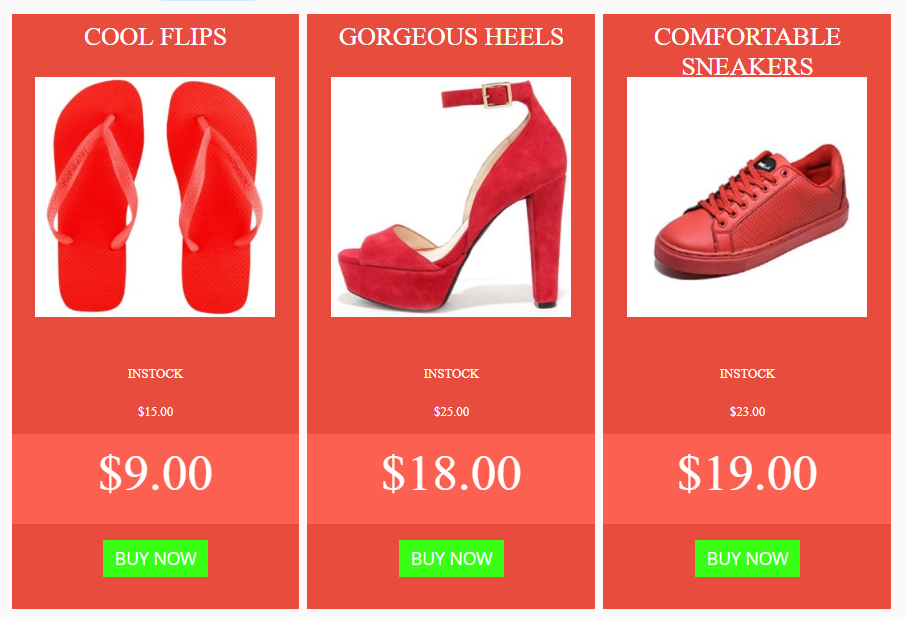 COOL FLIPS
INSTOCK
$15.00
$9.00
BUY NOW
GORGEOUS HEELS
INSTOCK
$25.00
$18.00
BUY NOW
COMFORTABLE
SNEAKERS
INSTOCK
$23.00
$19.00
BUY NOW